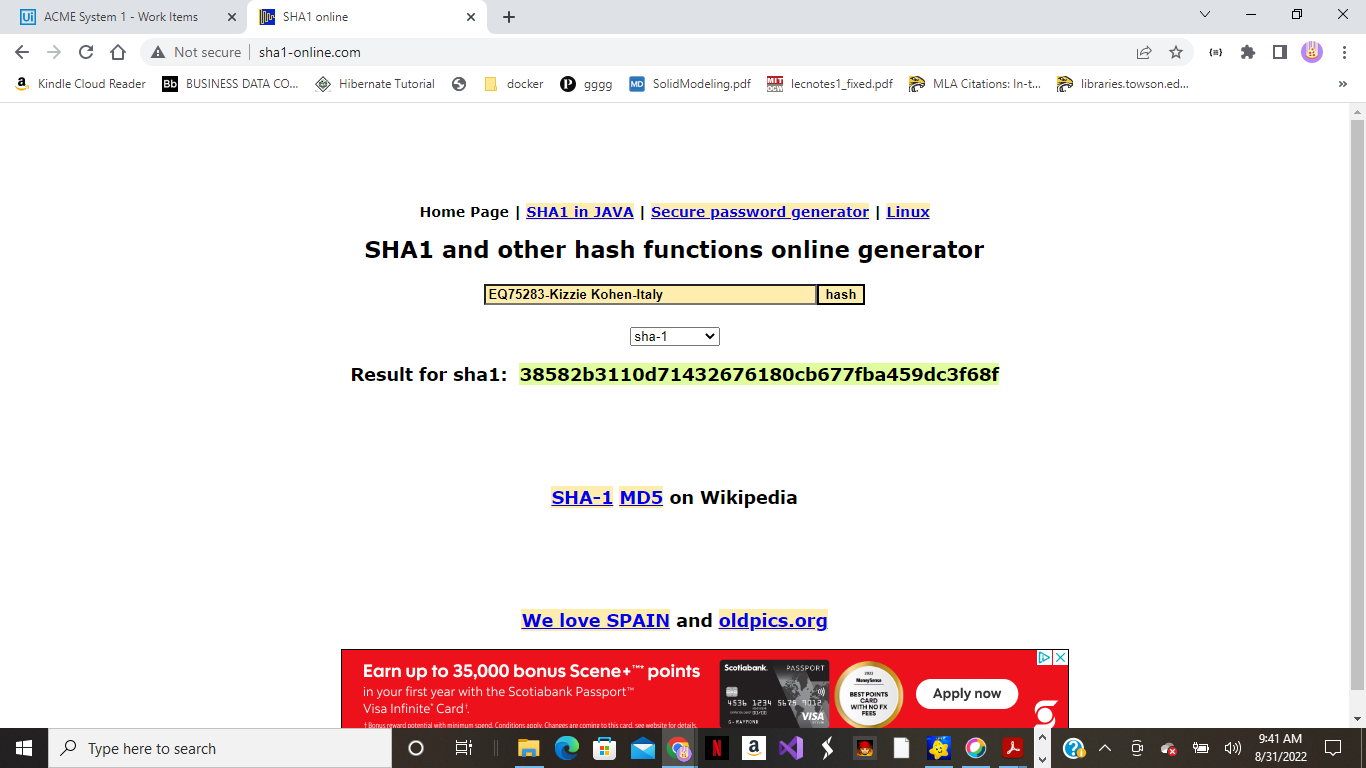 ACME System 1 - Work Items
SHA1 online
Not secure
sha1-online.com
Kindle Cloud Reader
Bb
BUSINESS DATA CO...
Hibernate Tutorial
docker
gggg
MD
SolidModeling.pdf
lecnotes1_fixed.pdf
MLA Citations: In-t...
libraries.towson.ed...
Home Page | SHA1 in JAVA | Secure password generator | Linux
SHA1 and other hash functions online generator
EQ75283-Kizzie Kohen-Italy
hash
sha-1
Result for sha1: 38582b3110d71432676180cb677fba459dc3f68f
SHA-1 MD5 on Wikipedia
We love SPAIN and oldpics.org
Earn up to 35,000 bonus Scene+™* points
in your first year with the Scotiabank Passport™
Visa Infinite* Card†.
† Bonus reward potential with minimum spend. Conditions apply. Changes are coming to this card, see website for details.
Scotiabank
PASSPORT
4536 1234 5678 9012
G. RAYMOND
VISA
2022
MoneySense
BEST POINTS
CARD
WITH NO FX
FEES
Apply now
Type here to search
9:41 AM
8/31/2022